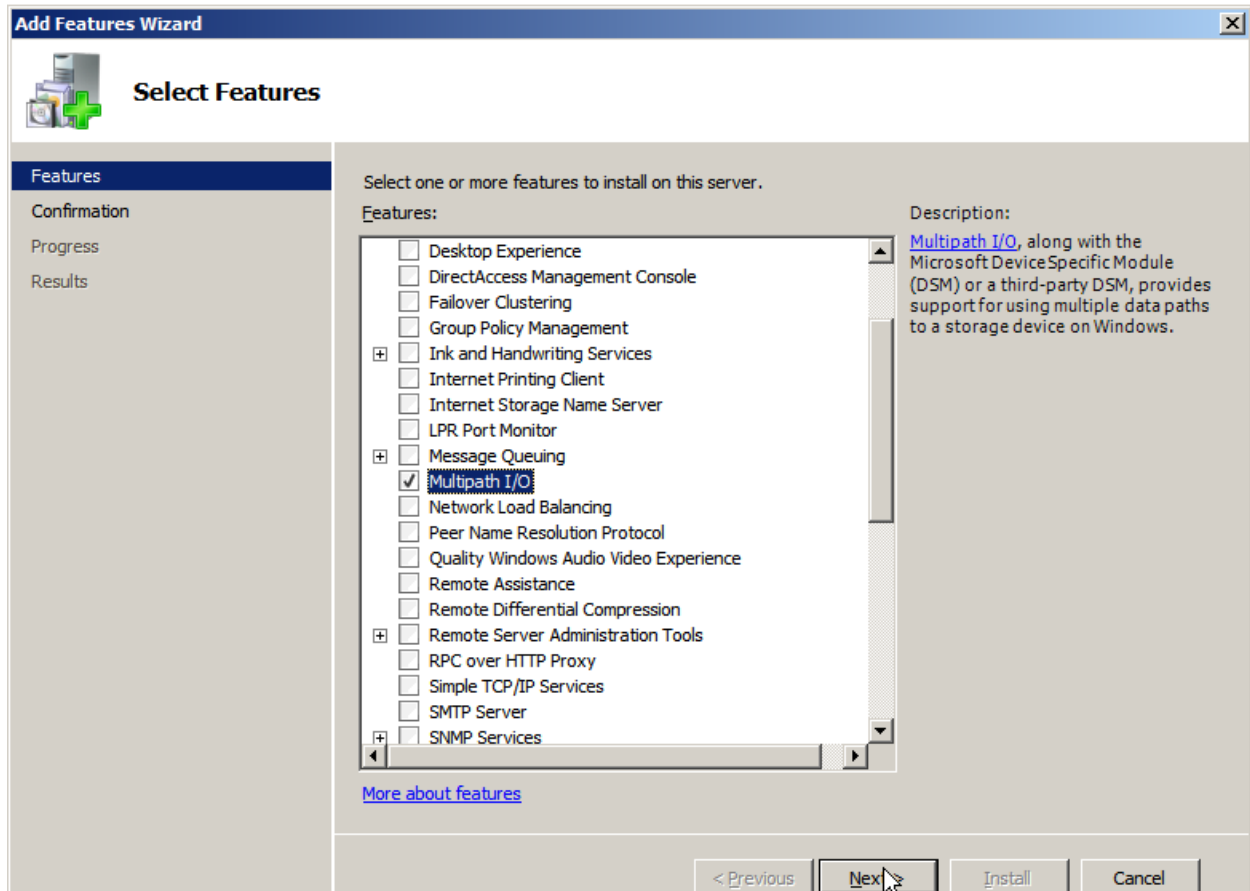 Add Features Wizard
Select Features
Features
Confirmation
Progress
Results
Select one or more features to install on this server.
Features:
Desktop Experience
DirectAccess Management Console
Failover Clustering
Group Policy Management
Ink and Handwriting Services
Internet Printing Client
Internet Storage Name Server
LPR Port Monitor
Message Queuing
Multipath I/O
Network Load Balancing
Peer Name Resolution Protocol
Quality Windows Audio Video Experience
Remote Assistance
Remote Differential Compression
Remote Server Administration Tools
RPC over HTTP Proxy
Simple TCP/IP Services
SMTP Server
SNMP Services
More about features
Description:
Multipath I/O, along with the
Microsoft Device Specific Module
(DSM) or a third-party DSM, provides
support for using multiple data paths
to a storage device on Windows.
< Previous
Next >
Install
Cancel